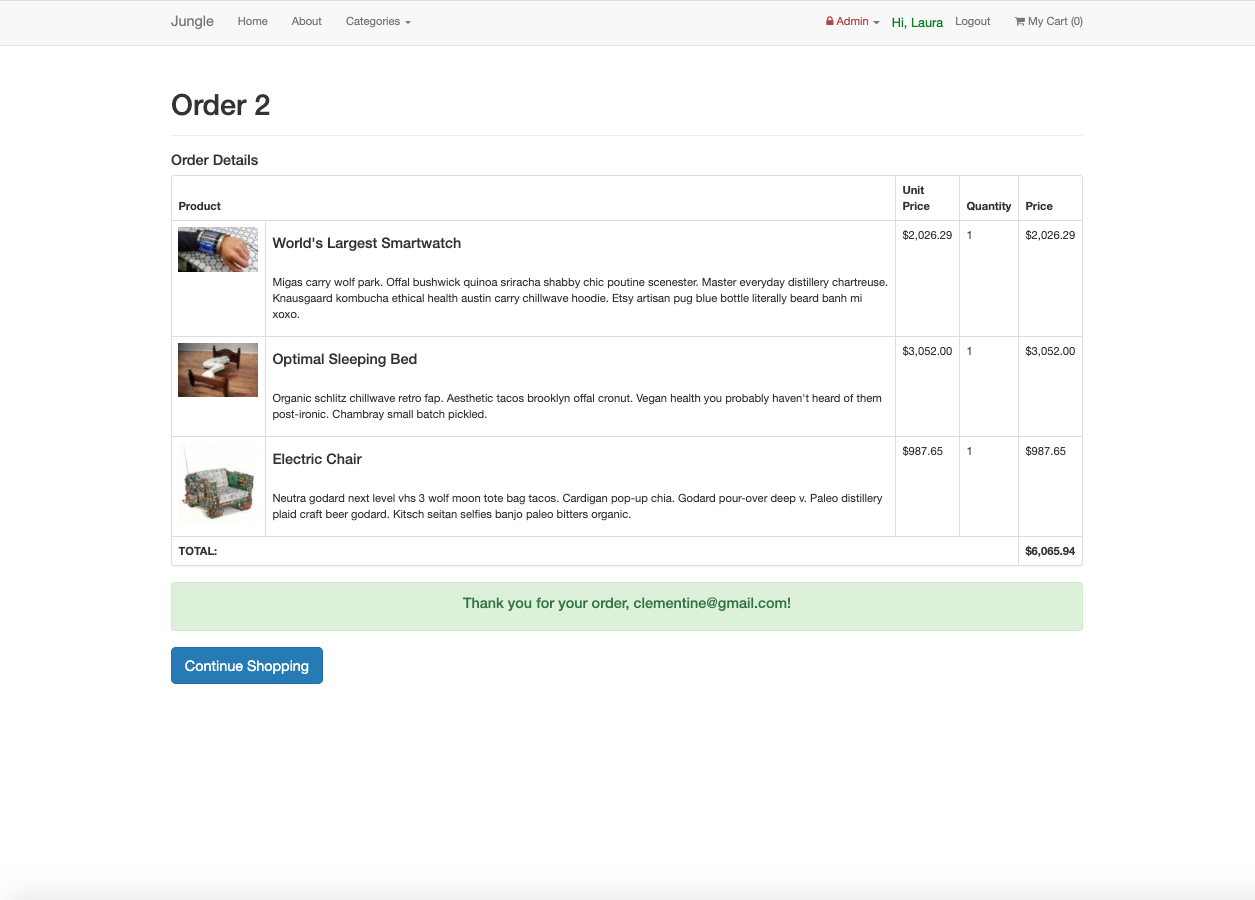 Jungle Home About Categories Admin Hi, Laura Logout My Cart (0)
Order 2
Order Details
Product Unit Price Quantity Price
World's Largest Smartwatch $2,026.29 1 $2,026.29
Migas carry wolf park. Offal bushwick quinoa sriracha shabby chic poutine scenester. Master everyday distillery chartreuse.
Knausgaard kombucha ethical health austin carry chillwave hoodie. Etsy artisan pug blue bottle literally beard banh mi
xoxo.
Optimal Sleeping Bed $3,052.00 1 $3,052.00
Organic schlitz chillwave retro fap. Aesthetic tacos brooklyn offal cronut. Vegan health you probably haven't heard of them
post-ironic. Chambray small batch pickled.
Electric Chair $987.65 1 $987.65
Neutra godard next level vhs 3 wolf moon tote bag tacos. Cardigan pop-up chia. Godard pour-over deep v. Paleo distillery
plaid craft beer godard. Kitsch seitan selfies banjo paleo bitters organic.
TOTAL: $6,065.94
Thank you for your order, clementine@gmail.com!
Continue Shopping